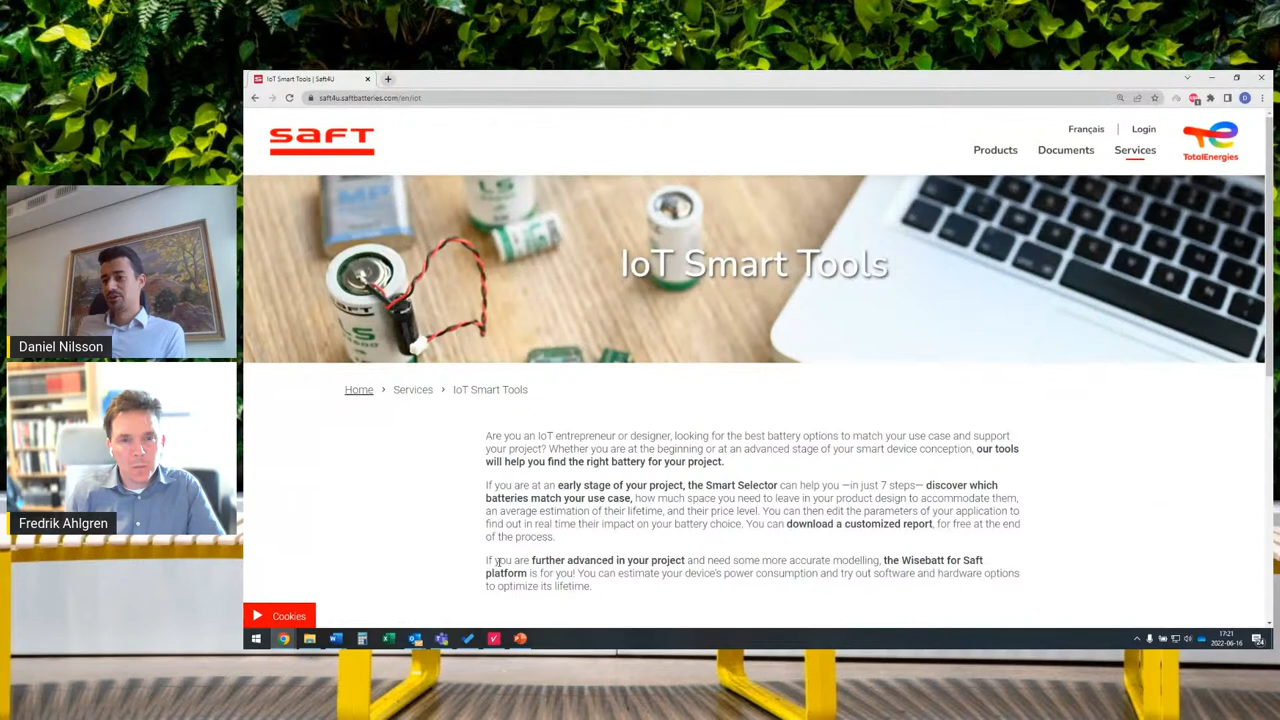 IoT Smart Tools | Saft4U
saft4u.saftbatteries.com/en/iot
saft
Français
Login
Products
Documents
Services
TotalEnergies
LS
SAFT
LS
IoT Smart Tools
Home > Services > IoT Smart Tools
Are you an IoT entrepreneur or designer, looking for the best battery options to match your use case and support
your project? Whether you are at the beginning or at an advanced stage of your smart device conception, our tools
will help you find the right battery for your project.
If you are at an early stage of your project, the Smart Selector can help you —in just 7 steps— discover which
batteries match your use case, how much space you need to leave in your product design to accommodate them,
an average estimation of their lifetime, and their price level. You can then edit the parameters of your application to
find out in real time their impact on your battery choice. You can download a customized report, for free at the end
of the process.
If you are further advanced in your project and need some more accurate modelling, the Wisebatt for Saft
platform is for you! You can estimate your device's power consumption and try out software and hardware options
to optimize its lifetime.
Cookies
17:21
2022-06-16
Daniel Nilsson
Fredrik Ahlgren